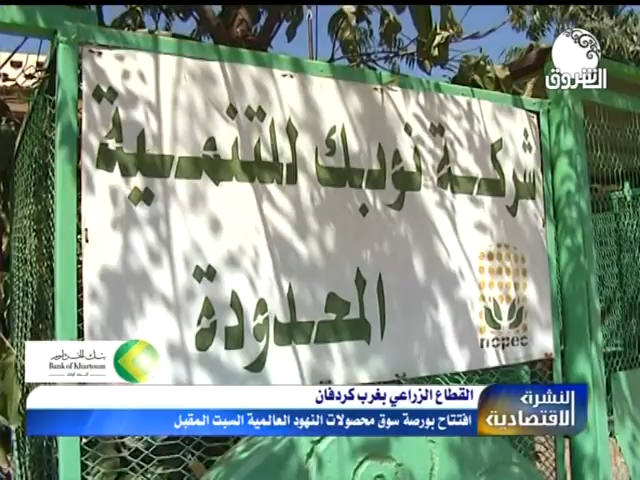 الشروق
شركة نودبك للتنمية
المحدودة
nopec
بنك الخرطوم
Bank of Khartoum
النشرة
الاقتصادية
القطاع الزراعي بغرب كردفان
افتتاح بورصة سوق محصولات النهود العالمية السبت المقبل